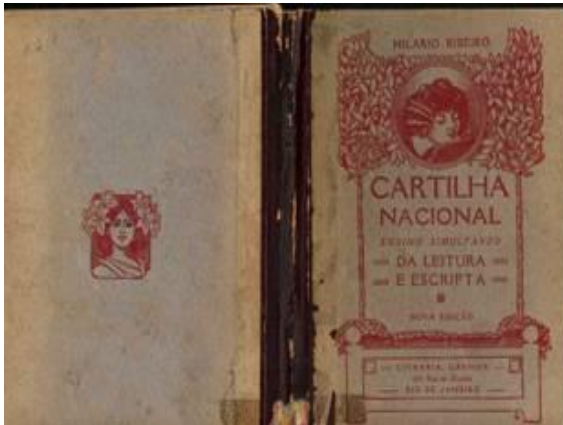 HILARIO RIBEIRO
CARTILHA
NACIONAL
ENSINO SIMULTANEO
DA LEITURA
E ESCRIPTA
NOVA EDIÇÃO
LIVRARIA GARNIER
RIO DE JANEIRO